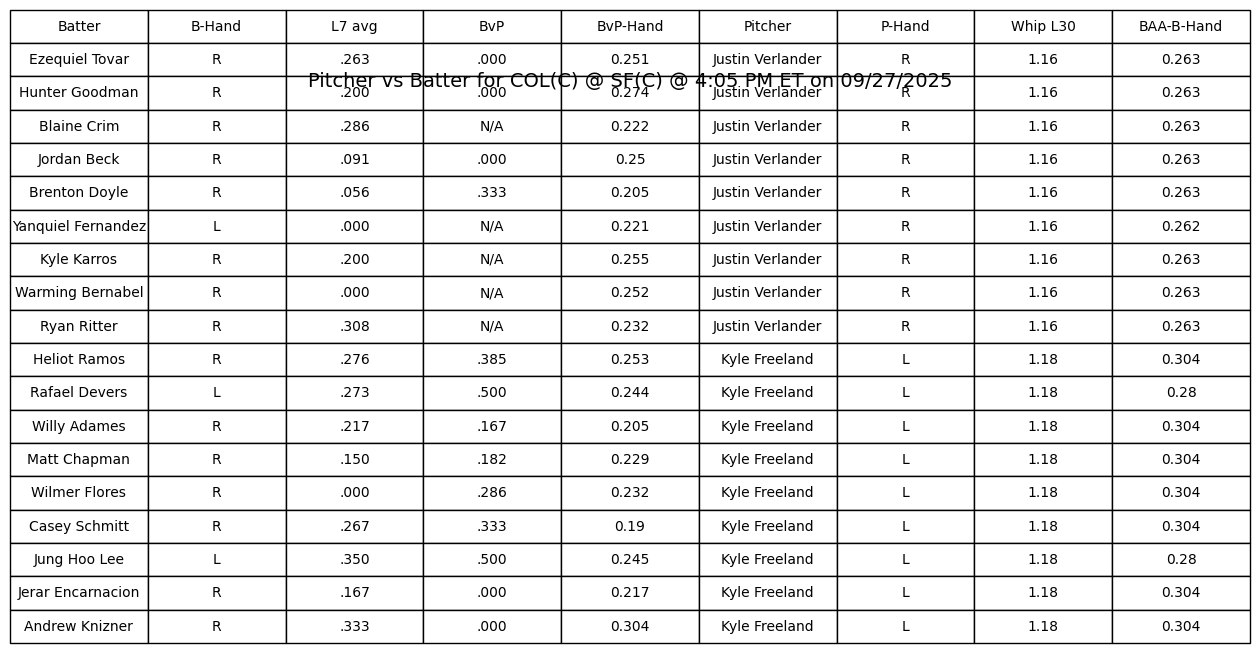 Batter B-Hand L7 avg BvP BvP-Hand Pitcher P-Hand Whip L30 BAA-B-Hand
Ezequiel Tovar R .263 .000 0.251 Justin Verlander R 1.16 0.263
Pitcher vs Batter for COL(C) @ SF(C) @ 4:05 PM ET on 09/27/2025
Hunter Goodman R .200 .000 0.274 Justin Verlander R 1.16 0.263
Blaine Crim R .286 N/A 0.222 Justin Verlander R 1.16 0.263
Jordan Beck R .091 .000 0.25 Justin Verlander R 1.16 0.263
Brenton Doyle R .056 .333 0.205 Justin Verlander R 1.16 0.263
Yanquiel Fernandez L .000 N/A 0.221 Justin Verlander R 1.16 0.262
Kyle Karros R .200 N/A 0.255 Justin Verlander R 1.16 0.263
Warming Bernabel R .000 N/A 0.252 Justin Verlander R 1.16 0.263
Ryan Ritter R .308 N/A 0.232 Justin Verlander R 1.16 0.263
Heliot Ramos R .276 .385 0.253 Kyle Freeland L 1.18 0.304
Rafael Devers L .273 .500 0.244 Kyle Freeland L 1.18 0.28
Willy Adames R .217 .167 0.205 Kyle Freeland L 1.18 0.304
Matt Chapman R .150 .182 0.229 Kyle Freeland L 1.18 0.304
Wilmer Flores R .000 .286 0.232 Kyle Freeland L 1.18 0.304
Casey Schmitt R .267 .333 0.19 Kyle Freeland L 1.18 0.304
Jung Hoo Lee L .350 .500 0.245 Kyle Freeland L 1.18 0.28
Jerar Encarnacion R .167 .000 0.217 Kyle Freeland L 1.18 0.304
Andrew Knizner R .333 .000 0.304 Kyle Freeland L 1.18 0.304